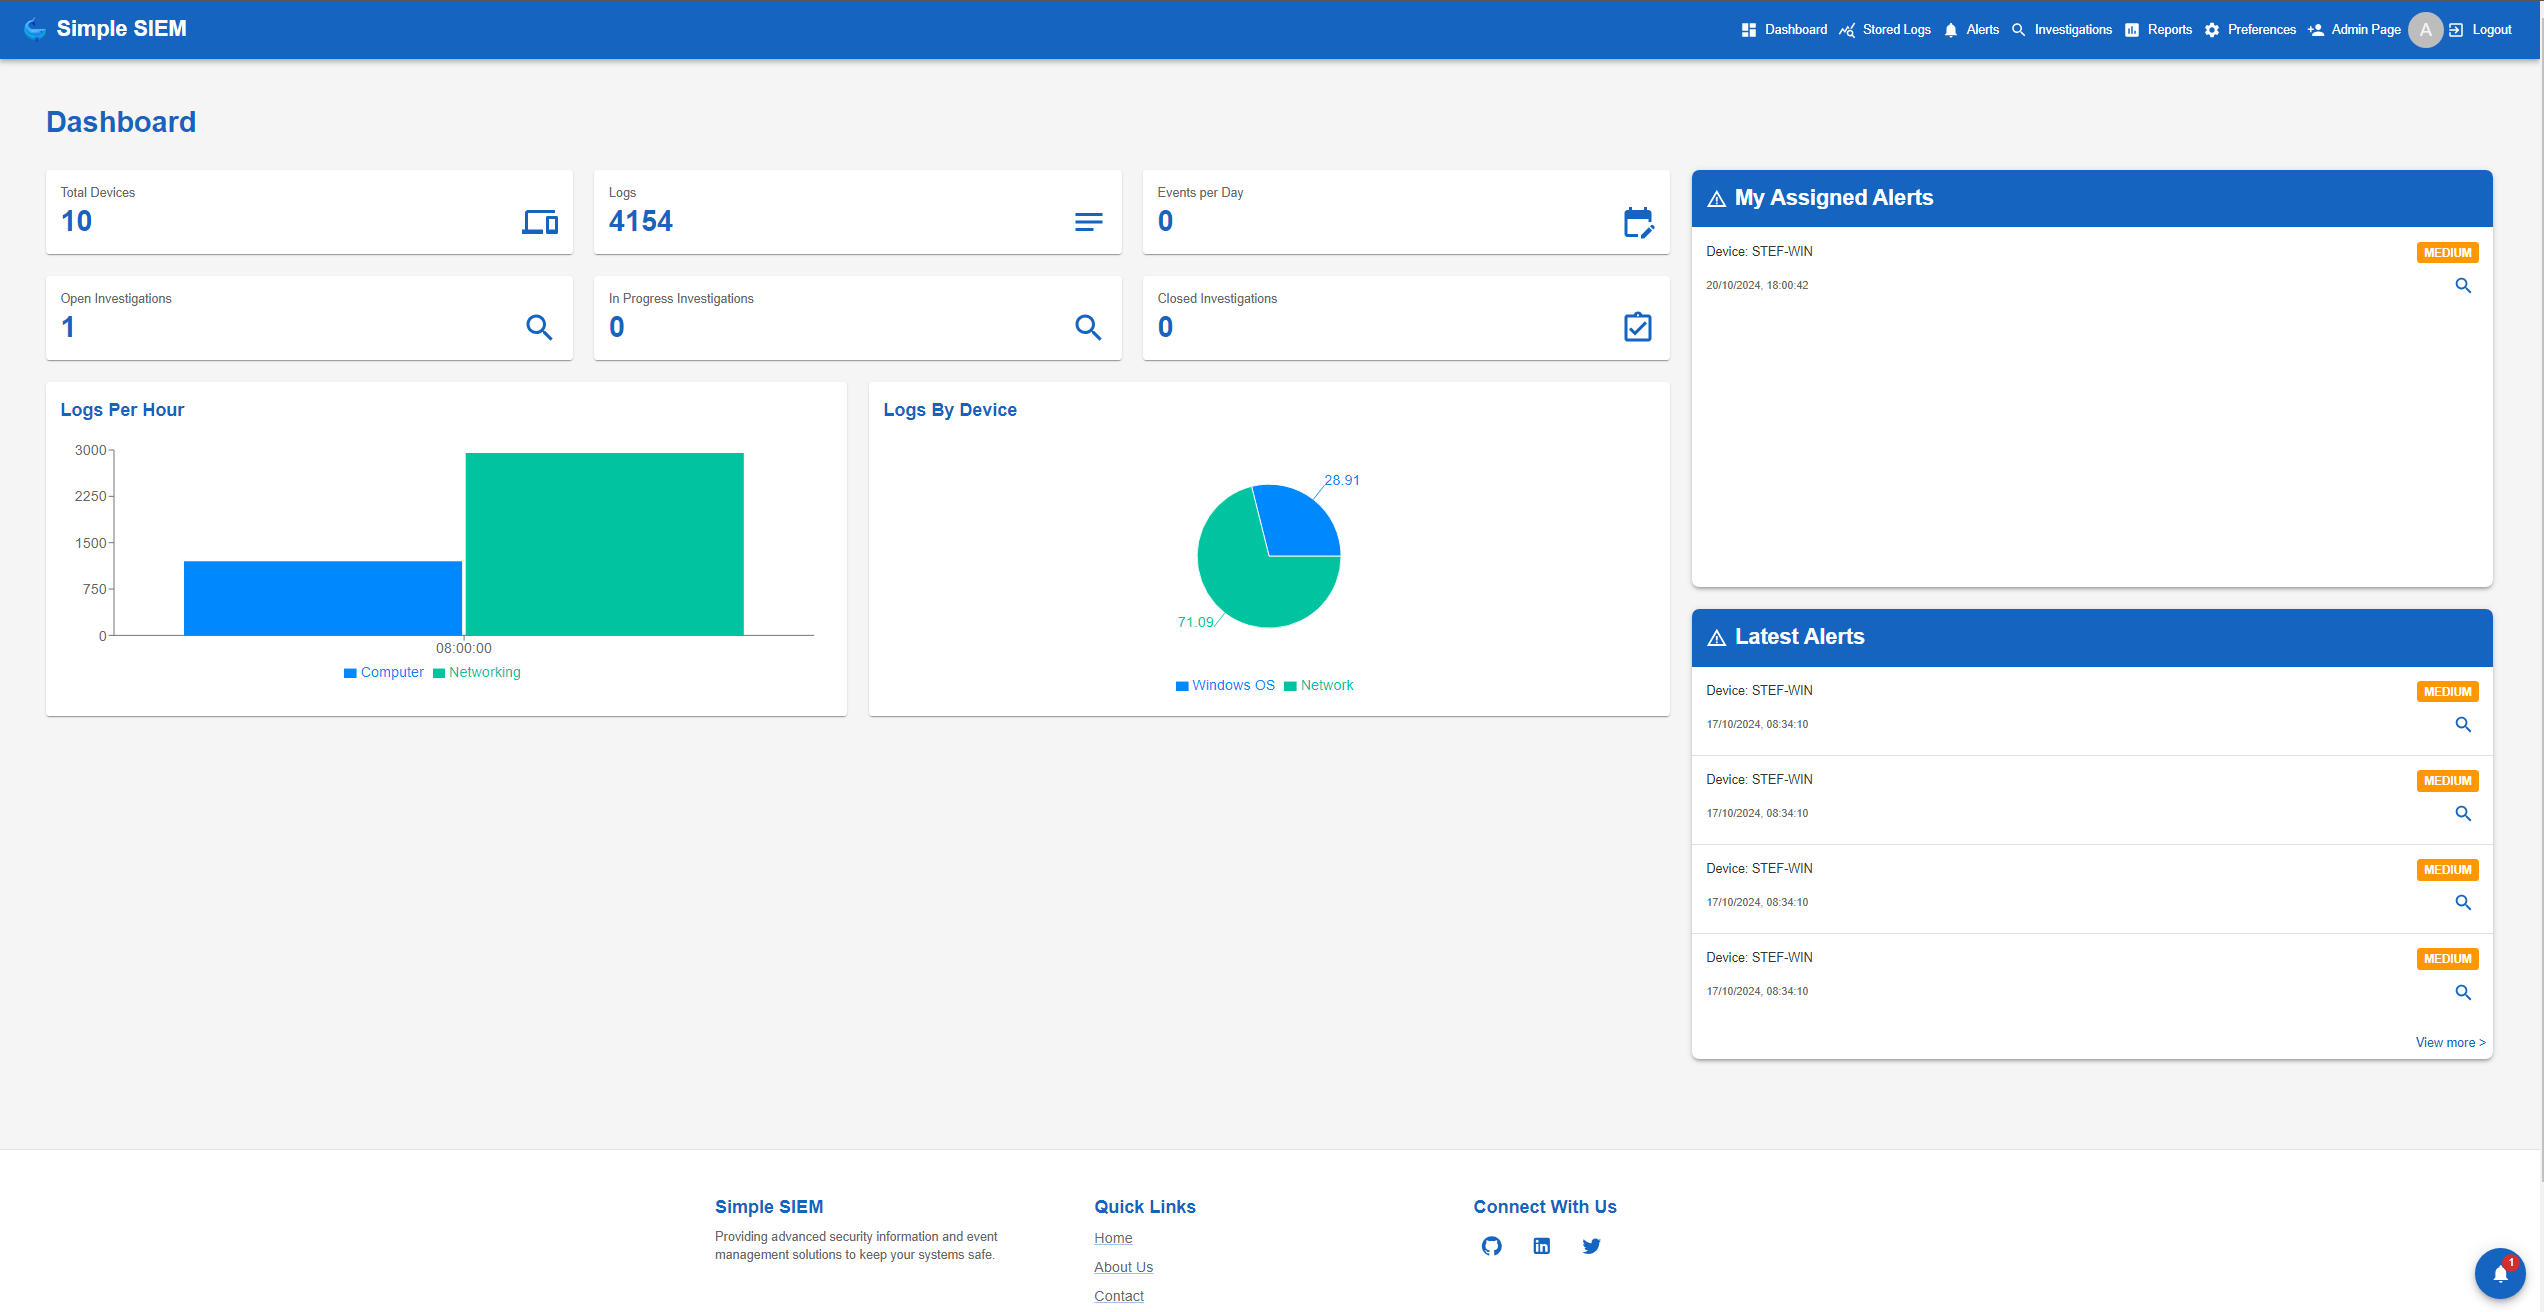 Simple SIEM
Dashboard
Stored Logs
Alerts
Investigations
Reports
Preferences
Admin Page
A
Logout
Dashboard
Total Devices
10
Logs
4154
Events per Day
0
Open Investigations
1
In Progress Investigations
0
Closed Investigations
0
Logs Per Hour
3000
2250
1500
750
0
08:00:00
Computer
Networking
Logs By Device
28.91
71.09
Windows OS
Network
My Assigned Alerts
Device: STEF-WIN
MEDIUM
20/10/2024, 18:00:42
Latest Alerts
Device: STEF-WIN
MEDIUM
17/10/2024, 08:34:10
Device: STEF-WIN
MEDIUM
17/10/2024, 08:34:10
Device: STEF-WIN
MEDIUM
17/10/2024, 08:34:10
Device: STEF-WIN
MEDIUM
17/10/2024, 08:34:10
View more >
Simple SIEM
Providing advanced security information and event
management solutions to keep your systems safe.
Quick Links
Home
About Us
Contact
Connect With Us
1